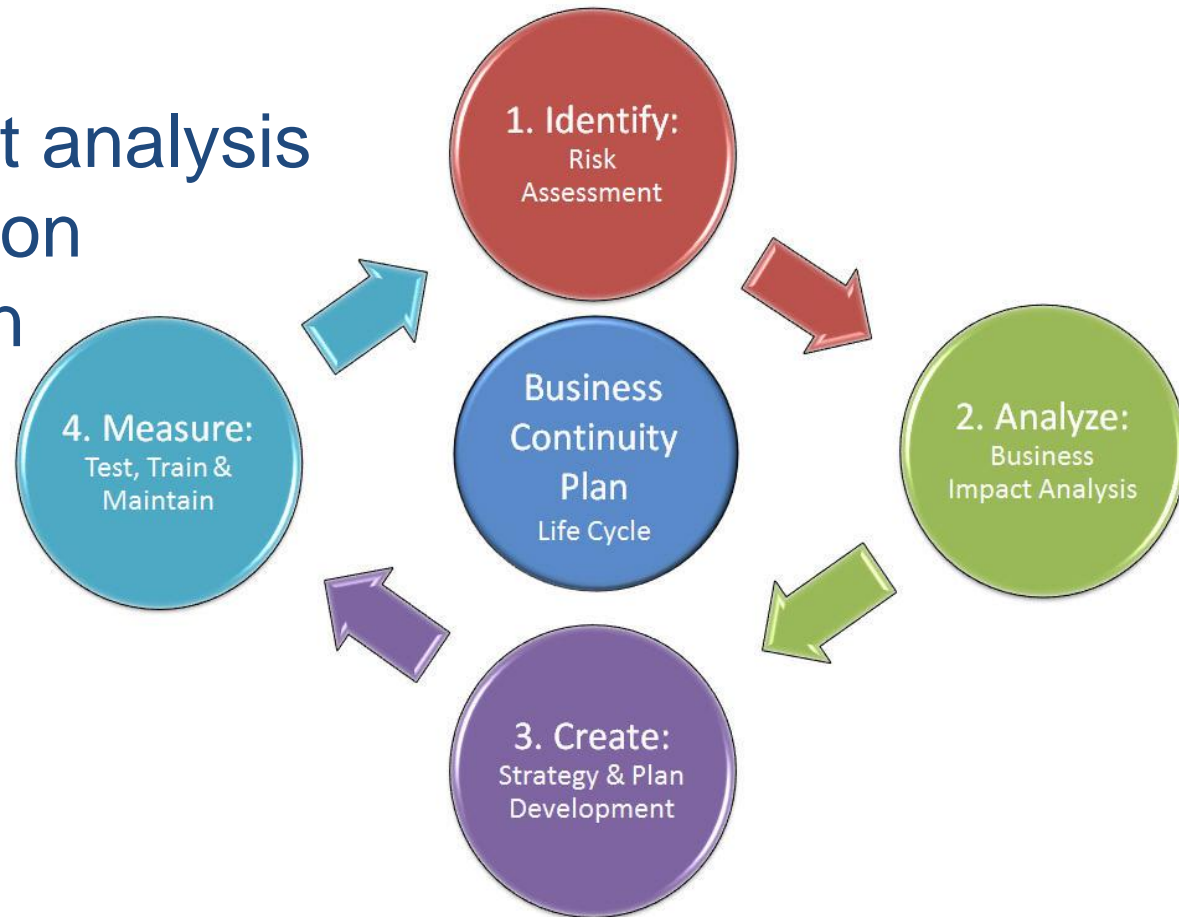 t analysis
on
n
1. Identify:
Risk
Assessment
2. Analyze:
Business
Impact Analysis
3. Create:
Strategy & Plan
Development
4. Measure:
Test, Train &
Maintain
Business
Continuity
Plan
Life Cycle